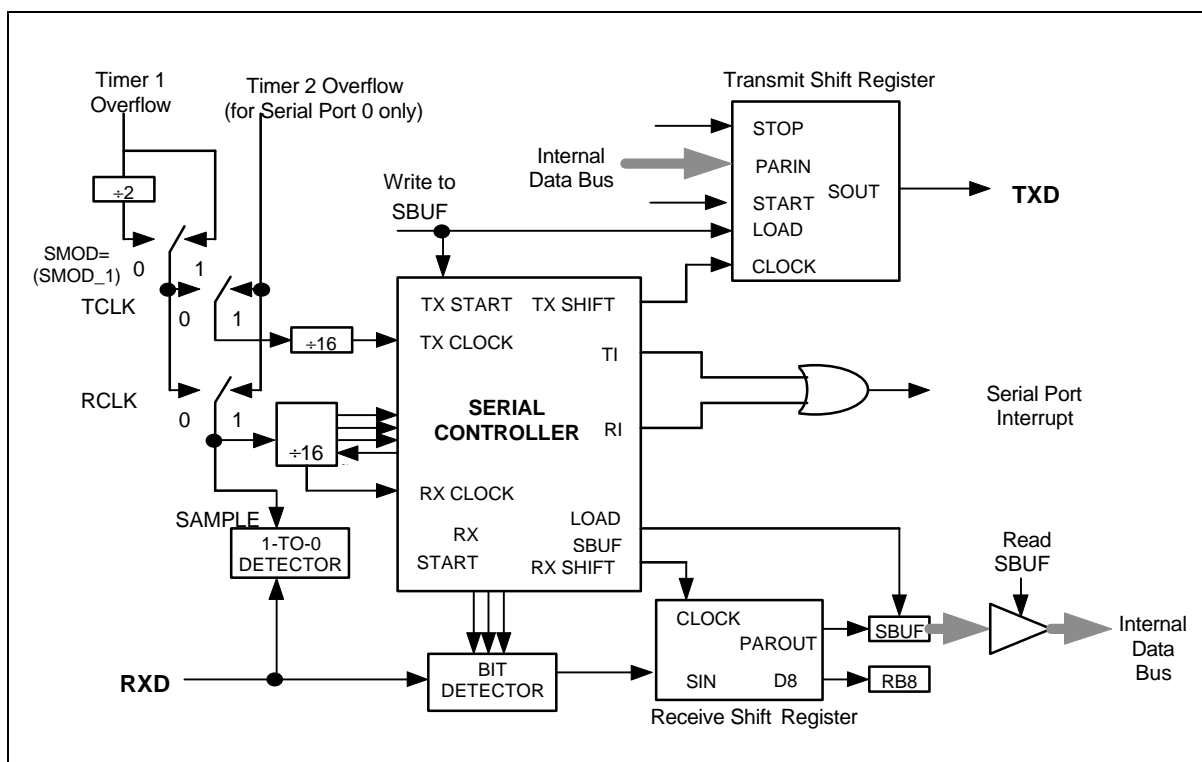 Timer 1
Overflow
Timer 2 Overflow
(for Serial Port 0 only)
÷2
SMOD=
(SMOD_1)
0
1
TCLK
0
1
÷16
RCLK
0
1
÷16
SAMPLE
1-TO-0
DETECTOR
RXD
Write to
SBUF
TX START
TX SHIFT
TX CLOCK
TI
SERIAL
CONTROLLER
RI
RX CLOCK
LOAD
SBUF
RX
START
RX SHIFT
BIT
DETECTOR
Transmit Shift Register
Internal
Data Bus
STOP
PARIN
START
SOUT
LOAD
CLOCK
TXD
Serial Port
Interrupt
CLOCK
PAROUT
SIN
D8
Receive Shift Register
SBUF
RB8
Read
SBUF
Internal
Data
Bus